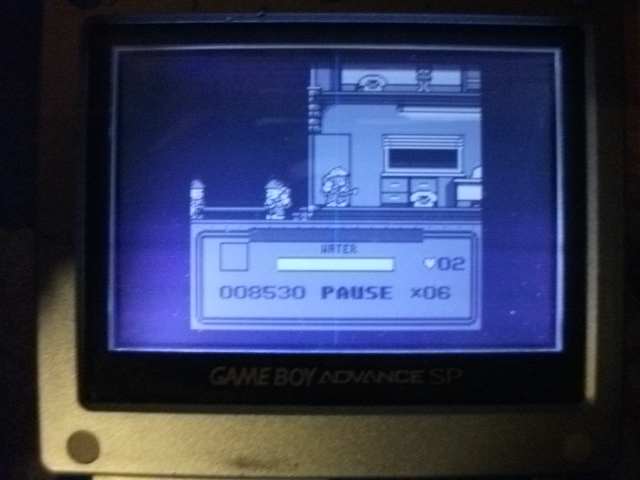 WATER
♥02
008530 PAUSE ×06
GAME BOY ADVANCE SP